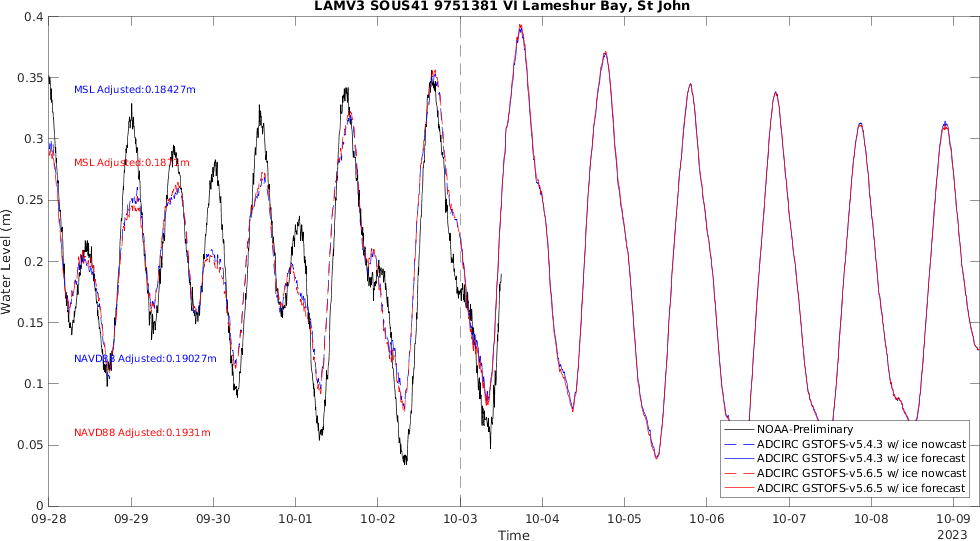 LAMV3 SOUS41 9751381 VI Lameshur Bay, St John
0.4
0.35
0.3
0.25
0.2
0.15
0.1
0.05
0
Water Level (m)
MSL Adjusted:0.18427m
MSL Adjusted:
NAVD88 Adjusted:0.19027m
NAVD88 Adjusted:0.1931m
NOAA-Preliminary
ADCIRC GSTOFS-v5.4.3 w/ ice nowcast
ADCIRC GSTOFS-v5.4.3 w/ ice forecast
ADCIRC GSTOFS-v5.6.5 w/ ice nowcast
ADCIRC GSTOFS-v5.6.5 w/ ice forecast
09-28 09-29 09-30 10-01 10-02 10-03 10-04 10-05 10-06 10-07 10-08 10-09
Time
2023